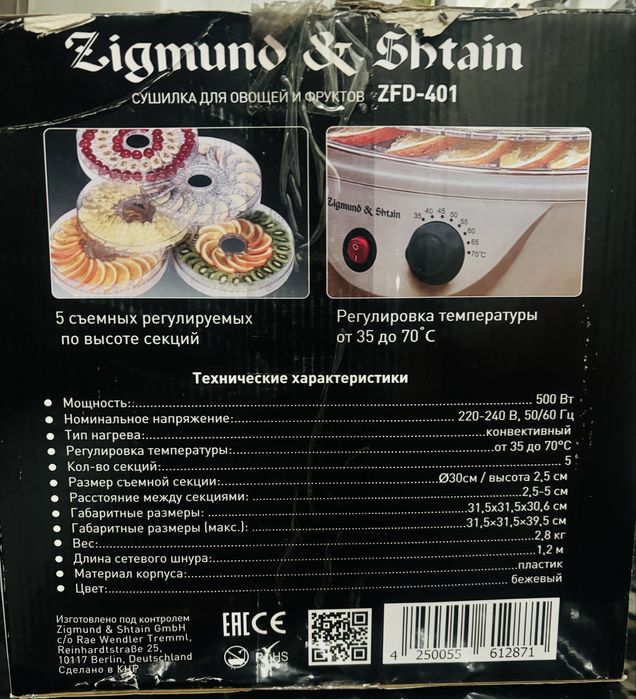 Zigmund & Shtain
СУШИЛКА ДЛЯ ОВОЩЕЙ И ФРУКТОВ ZFD-401
Zigmund & Shtain
35 40 45 50 55 60 65 70°C
5 съемных регулируемых
по высоте секций
Регулировка температуры
от 35 до 70°С
Технические характеристики
Мощность: 500 Вт
Номинальное напряжение: 220-240 В, 50/60 Гц
Тип нагрева: конвективный
Регулировка температуры: от 35 до 70°С
Кол-во секций: 5
Размер съемной секции: Ø30см / высота 2,5 см
Расстояние между секциями: 2,5-5 см
Габаритные размеры: 31,5х31,5х30,6 см
Габаритные размеры (макс.): 31,5×31,5×39,5 см
Вес: 2,8 кг
Длина сетевого шнура: 1,2 м
Материал корпуса: пластик
Цвет: бежевый
Изготовлено под контролем
Zigmund & Shtain GmbH
c/o Rae Wendler Tremml,
Reinhardtstraße 25,
10117 Berlin, Deutschland
Сделано в КНР
EAC CE
RoHS
4 250055 612871